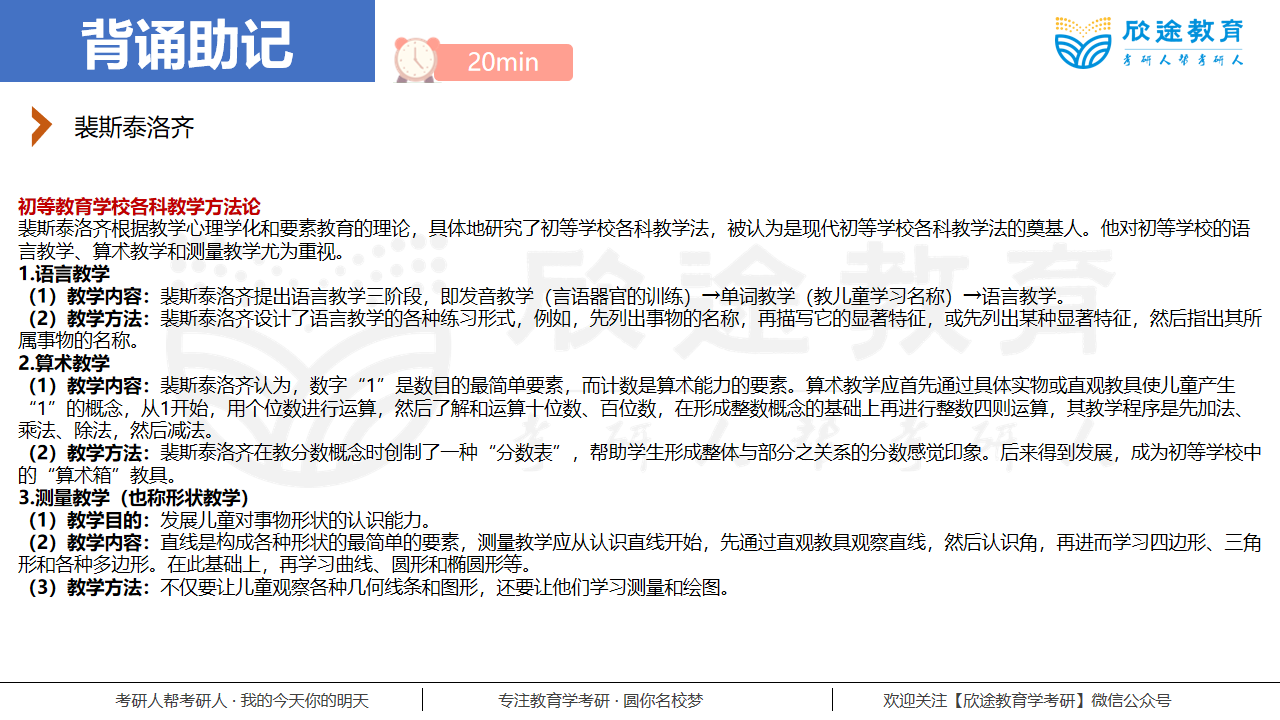 背诵助记
20min
欣途教育
考研人帮考研人
裴斯泰洛齐
初等教育学校各科教学方法论
裴斯泰洛齐根据教学心理学化和要素教育的理论，具体地研究了初等学校各科教学法，被认为是现代初等学校各科教学法的奠基人。他对初等学校的语
言教学、算术教学和测量教学尤为重视。
1.语言教学
（1）教学内容：裴斯泰洛齐提出语言教学三阶段，即发音教学（言语器官的训练）→单词教学（教儿童学习名称）→语言教学。
（2）教学方法：裴斯泰洛齐设计了语言教学的各种练习形式，例如，先列出事物的名称，再描写它的显著特征，或先列出某种显著特征，然后指出其所
属事物的名称。
2.算术教学
（1）教学内容：裴斯泰洛齐认为，数字“1”是数目的最简单要素，而计数是算术能力的要素。算术教学应首先通过具体实物或直观教具使儿童产生
“1”的概念，从1开始，用个位数进行运算，然后了解和运算十位数、百位数，在形成整数概念的基础上再进行整数四则运算，其教学程序是先加法、
乘法、除法，然后减法。
（2）教学方法：裴斯泰洛齐在教分数概念时创制了一种“分数表”，帮助学生形成整体与部分之关系的分数感觉印象。后来得到发展，成为初等学校中
的“算术箱”教具。
3.测量教学（也称形状教学）
（1）教学目的：发展儿童对事物形状的认识能力。
（2）教学内容：直线是构成各种形状的最简单的要素，测量教学应从认识直线开始，先通过直观教具观察直线，然后认识角，再进而学习四边形、三角
形和各种多边形。在此基础上，再学习曲线、圆形和椭圆形等。
（3）教学方法：不仅要让儿童观察各种几何线条和图形，还要让他们学习测量和绘图。
欣途教育
考研人帮考研人
考研人帮考研人 · 我的今天你的明天
专注教育学考研 · 圆你名校梦
欢迎关注【欣途教育学考研】微信公众号